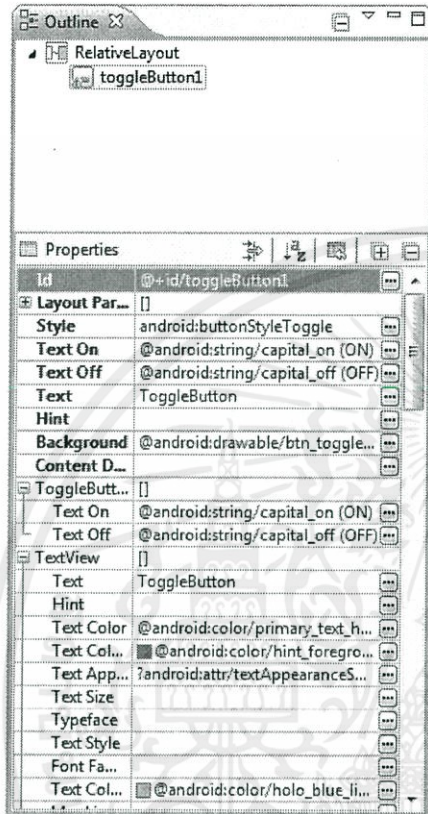 Outline
RelativeLayout
toggleButton1
Properties
Id @+id/toggleButton1
Layout Par... []
Style android:buttonStyleToggle
Text On @android:string/capital_on (ON)
Text Off @android:string/capital_off (OFF)
Text ToggleButton
Hint
Background @android:drawable/btn_toggle...
Content D...
ToggleButt... []
Text On @android:string/capital_on (ON)
Text Off @android:string/capital_off (OFF)
TextView []
Text ToggleButton
Hint
Text Color @android:color/primary_text_h...
Text Col... @android:color/hint_foregro...
Text App... ?android:attr/textAppearanceS...
Text Size
Typeface
Text Style
Font Fa...
Text Col... @android:color/holo_blue_li...